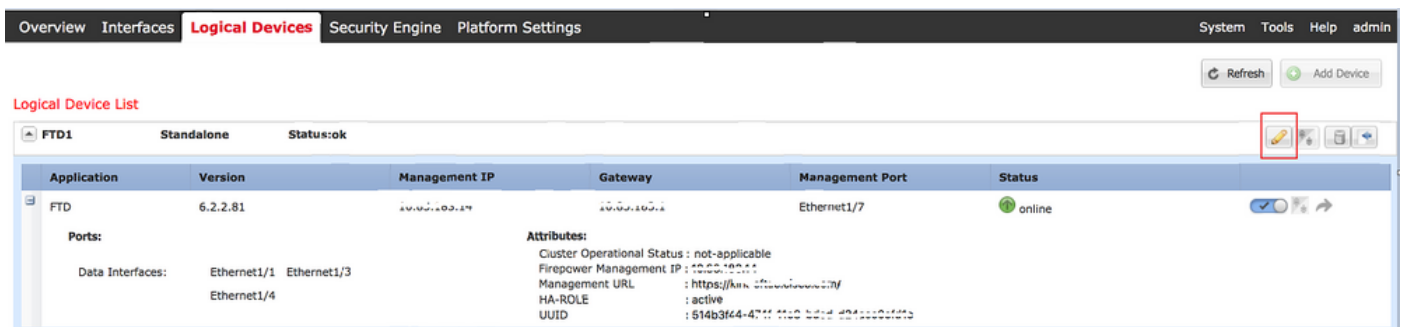 Overview Interfaces Logical Devices Security Engine Platform Settings System Tools Help admin
Refresh Add Device
Logical Device List
FTD1 Standalone Status:ok
Application Version Management IP Gateway Management Port Status
FTD 6.2.2.81 Ethernet1/7 online
Ports: Attributes:
Cluster Operational Status : not-applicable
Data Interfaces: Ethernet1/1 Ethernet1/3 Firepower Management IP :
Management URL :
Ethernet1/4 HA-ROLE : active
UUID :